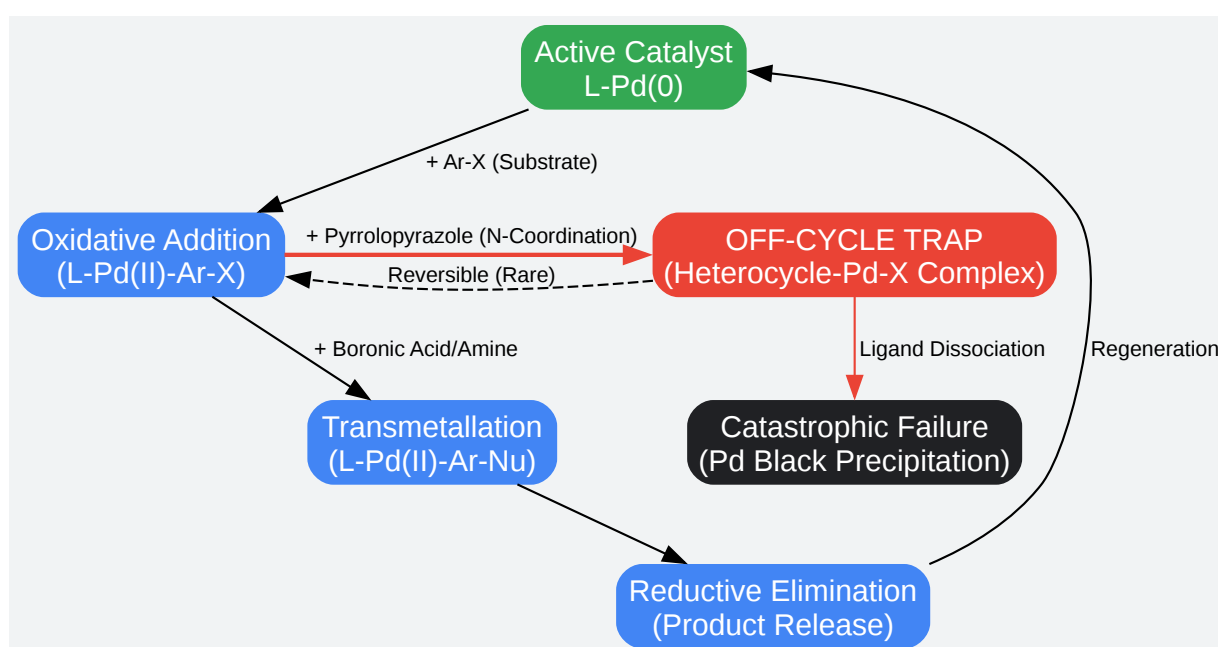 Active Catalyst
L-Pd(0)
+ Ar-X (Substrate)
Oxidative Addition
(L-Pd(II)-Ar-X)
+ Pyrrolopyrazole (N-Coordination)
Reversible (Rare)
OFF-CYCLE TRAP
(Heterocycle-Pd-X Complex)
+ Boronic Acid/Amine
Ligand Dissociation
Regeneration
Transmetallation
(L-Pd(II)-Ar-Nu)
Catastrophic Failure
(Pd Black Precipitation)
Reductive Elimination
(Product Release)